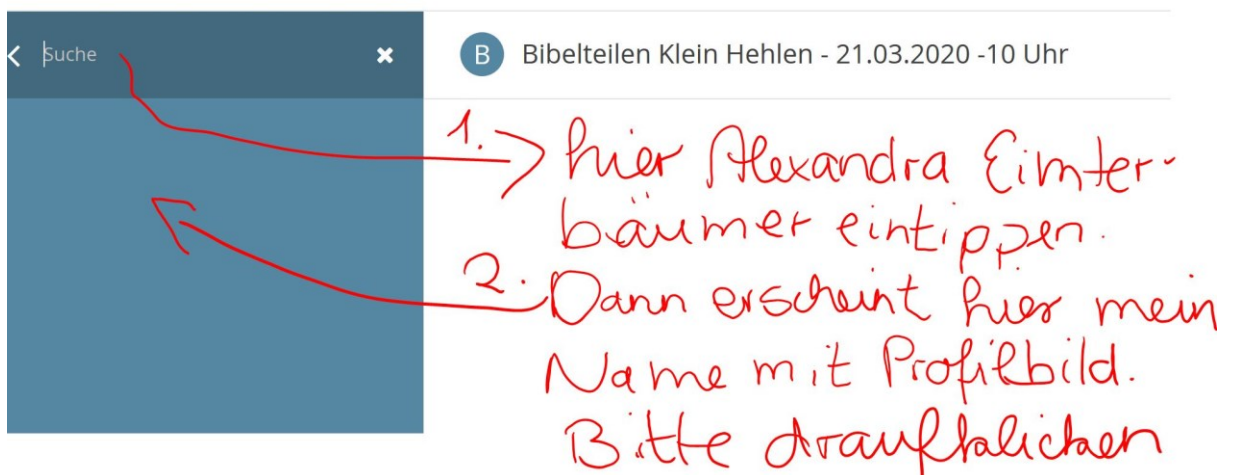 Suche
B Bibelteilen Klein Hehlen - 21.03.2020 -10 Uhr
1. hier Alexandra Eimter-
bäumer eintippen.
2. Dann erscheint hier mein
Name mit Profilbild.
Bitte draufklicken